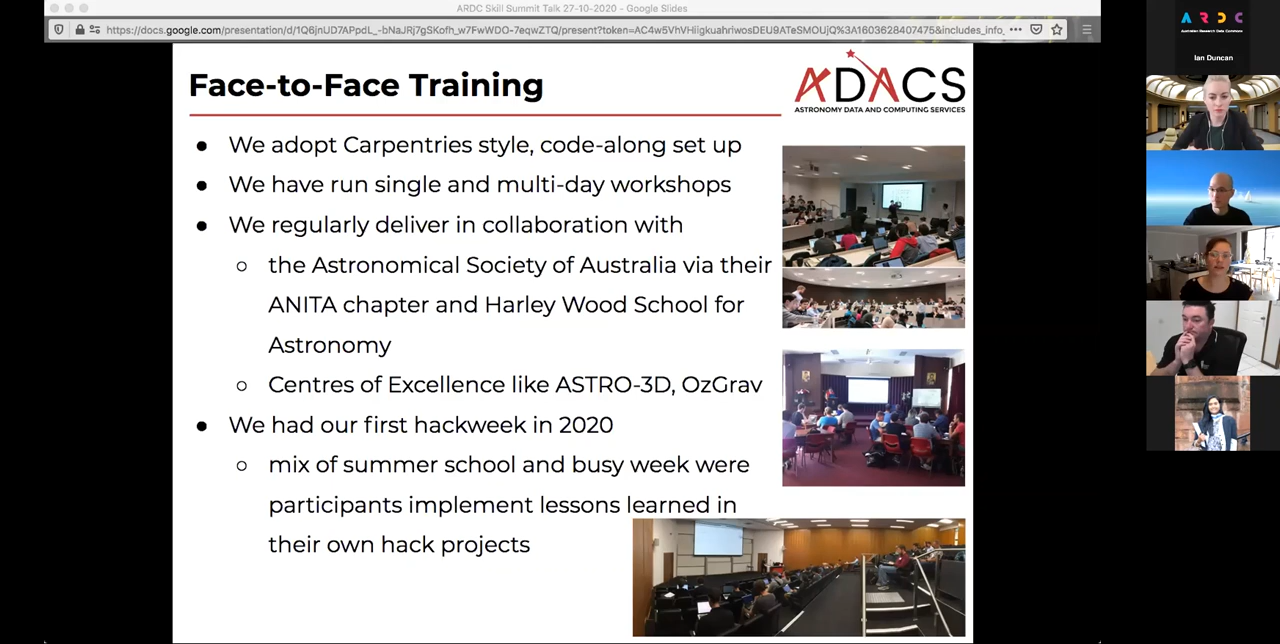 ARDC Skill Summit Talk 27-10-2020 - Google Slides
https://docs.google.com/presentation/d/1Q6jnUD7APpdL_-bNaJRj7gSKofh_w7FwWDO-7eqwZTQ/present?token=AC4w5VhVHiigkuahriwosDEU9ATeSMOUjQ%3A1603628407475&includes_info_
Face-to-Face Training
ADACS
ASTRONOMY DATA AND COMPUTING SERVICES
● We adopt Carpentries style, code-along set up
● We have run single and multi-day workshops
● We regularly deliver in collaboration with
○ the Astronomical Society of Australia via their
ANITA chapter and Harley Wood School for
Astronomy
○ Centres of Excellence like ASTRO-3D, OzGrav
● We had our first hackweek in 2020
○ mix of summer school and busy week were
participants implement lessons learned in
their own hack projects
ARDC
Australian Research Data Commons
Ian Duncan